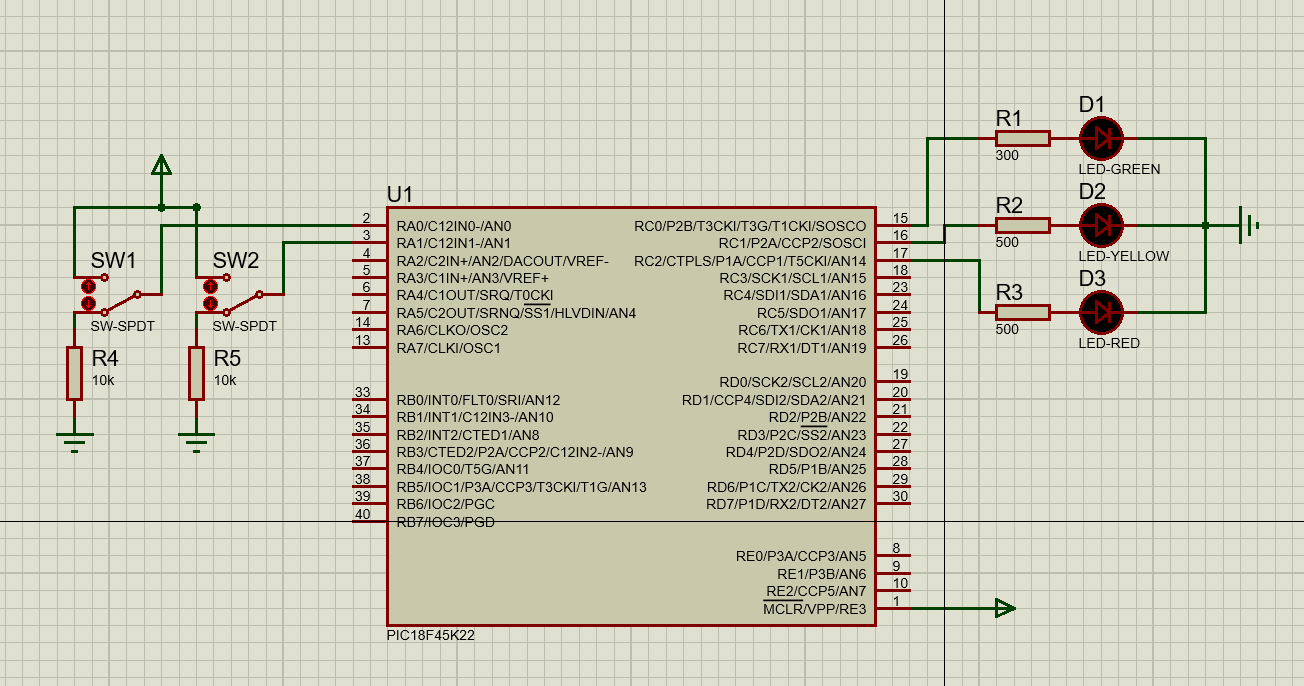 U1
2
RA0/C12IN0-/AN0
3
RA1/C12IN1-/AN1
4
RA2/C2IN+/AN2/DACOUT/VREF-
5
RA3/C1IN+/AN3/VREF+
6
RA4/C1OUT/SRQ/T0CKI
7
RA5/C2OUT/SRNQ/SS1/HLVDIN/AN4
14
RA6/CLKO/OSC2
13
RA7/CLKI/OSC1
33
RB0/INT0/FLT0/SRI/AN12
34
RB1/INT1/C12IN3-/AN10
35
RB2/INT2/CTED1/AN8
36
RB3/CTED2/P2A/CCP2/C12IN2-/AN9
37
RB4/IOC0/T5G/AN11
38
RB5/IOC1/P3A/CCP3/T3CKI/T1G/AN13
39
RB6/IOC2/PGC
40
RB7/IOC3/PGD
RC0/P2B/T3CKI/T3G/T1CKI/SOSCO
15
RC1/P2A/CCP2/SOSCI
16
RC2/CTPLS/P1A/CCP1/T5CKI/AN14
17
RC3/SCK1/SCL1/AN15
18
RC4/SDI1/SDA1/AN16
23
RC5/SDO1/AN17
24
RC6/TX1/CK1/AN18
25
RC7/RX1/DT1/AN19
26
RD0/SCK2/SCL2/AN20
19
RD1/CCP4/SDI2/SDA2/AN21
20
RD2/P2B/AN22
21
RD3/P2C/SS2/AN23
22
RD4/P2D/SDO2/AN24
27
RD5/P1B/AN25
28
RD6/P1C/TX2/CK2/AN26
29
RD7/P1D/RX2/DT2/AN27
30
RE0/P3A/CCP3/AN5
8
RE1/P3B/AN6
9
RE2/CCP5/AN7
10
MCLR/VPP/RE3
1
PIC18F45K22
SW1
SW-SPDT
SW2
SW-SPDT
R4
10k
R5
10k
R1
300
D1
LED-GREEN
R2
500
D2
LED-YELLOW
R3
500
D3
LED-RED